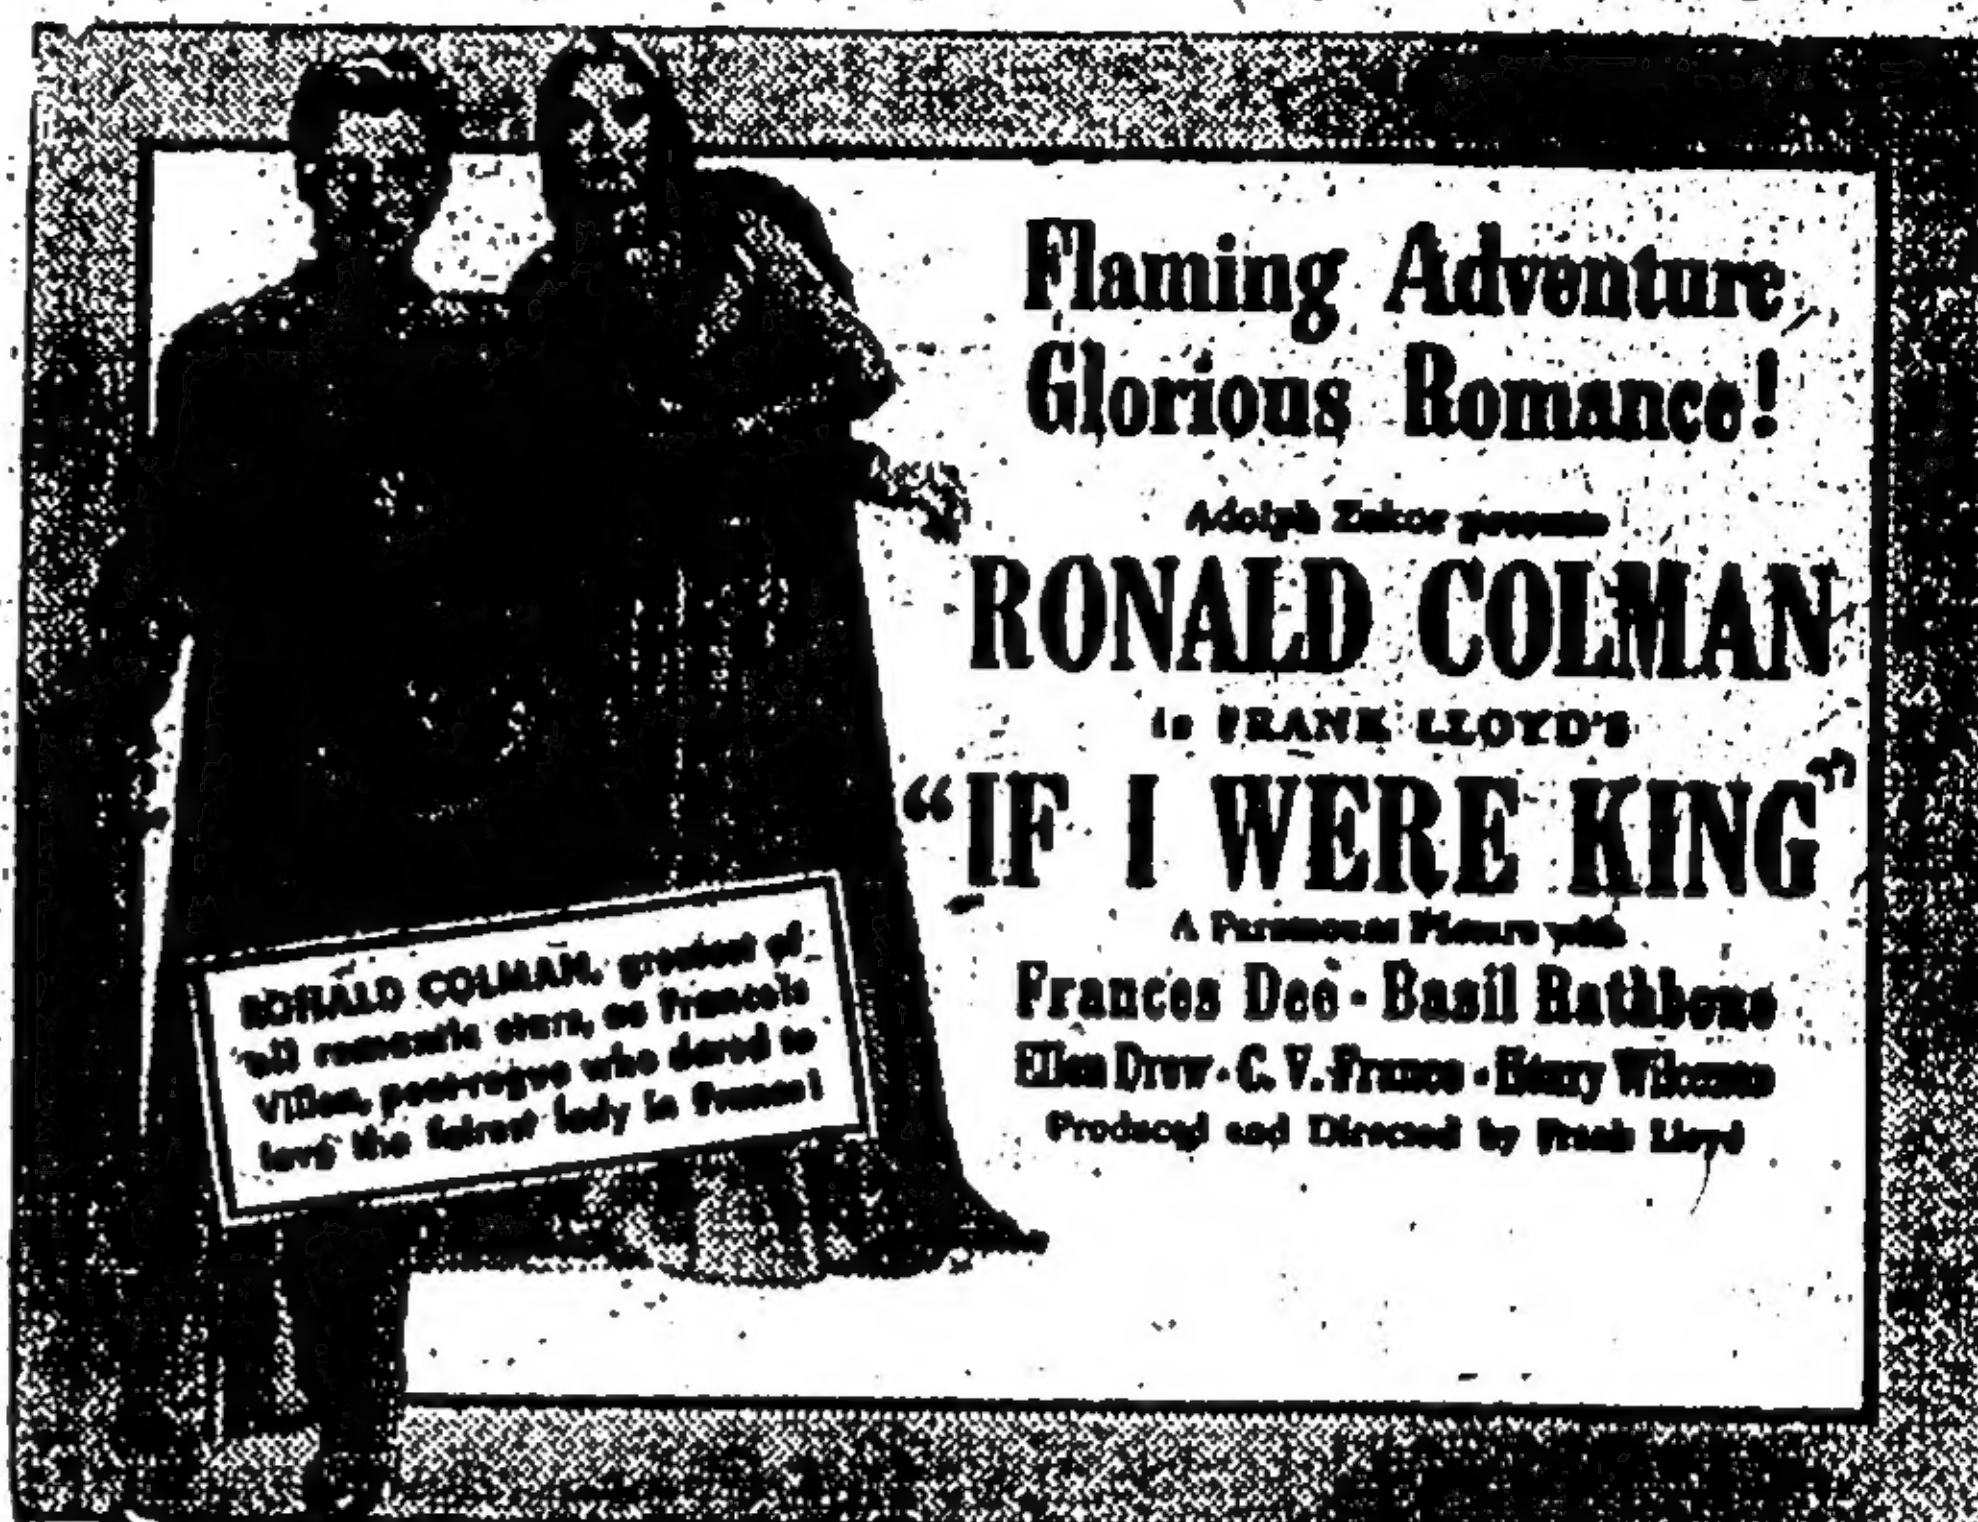 Flaming Adventure,
Glorious Romance!
Adolph Zukor presents
RONALD COLMAN
in FRANK LLOYD'S
"IF I WERE KING"
A Paramount Picture with
Frances Dee - Basil Rathbone
Ellen Drew - C. V. France - Henry Wilcoxon
Produced and Directed by Frank Lloyd
RONALD COLMAN, greatest of
all romantic stars, as Francois
Villon, poet-rogue who dared to
love the fairest lady in France!